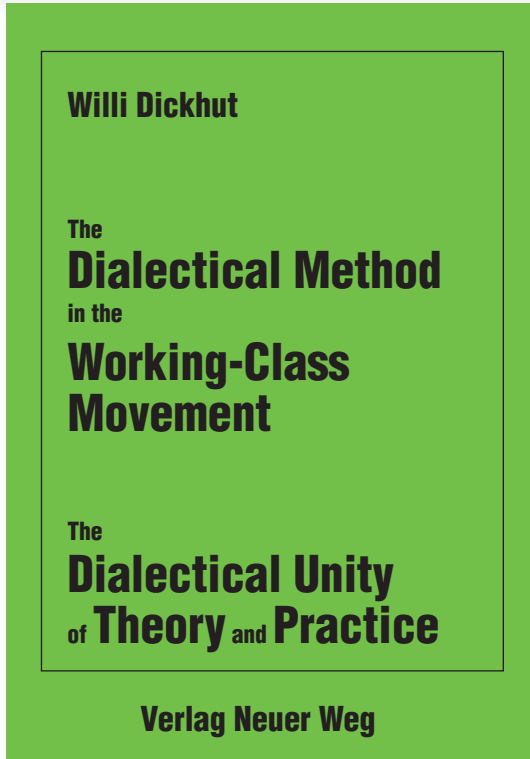 Willi Dickhut
The
Dialectical Method
in the
Working-Class
Movement
The
Dialectical Unity
of Theory and Practice
Verlag Neuer Weg